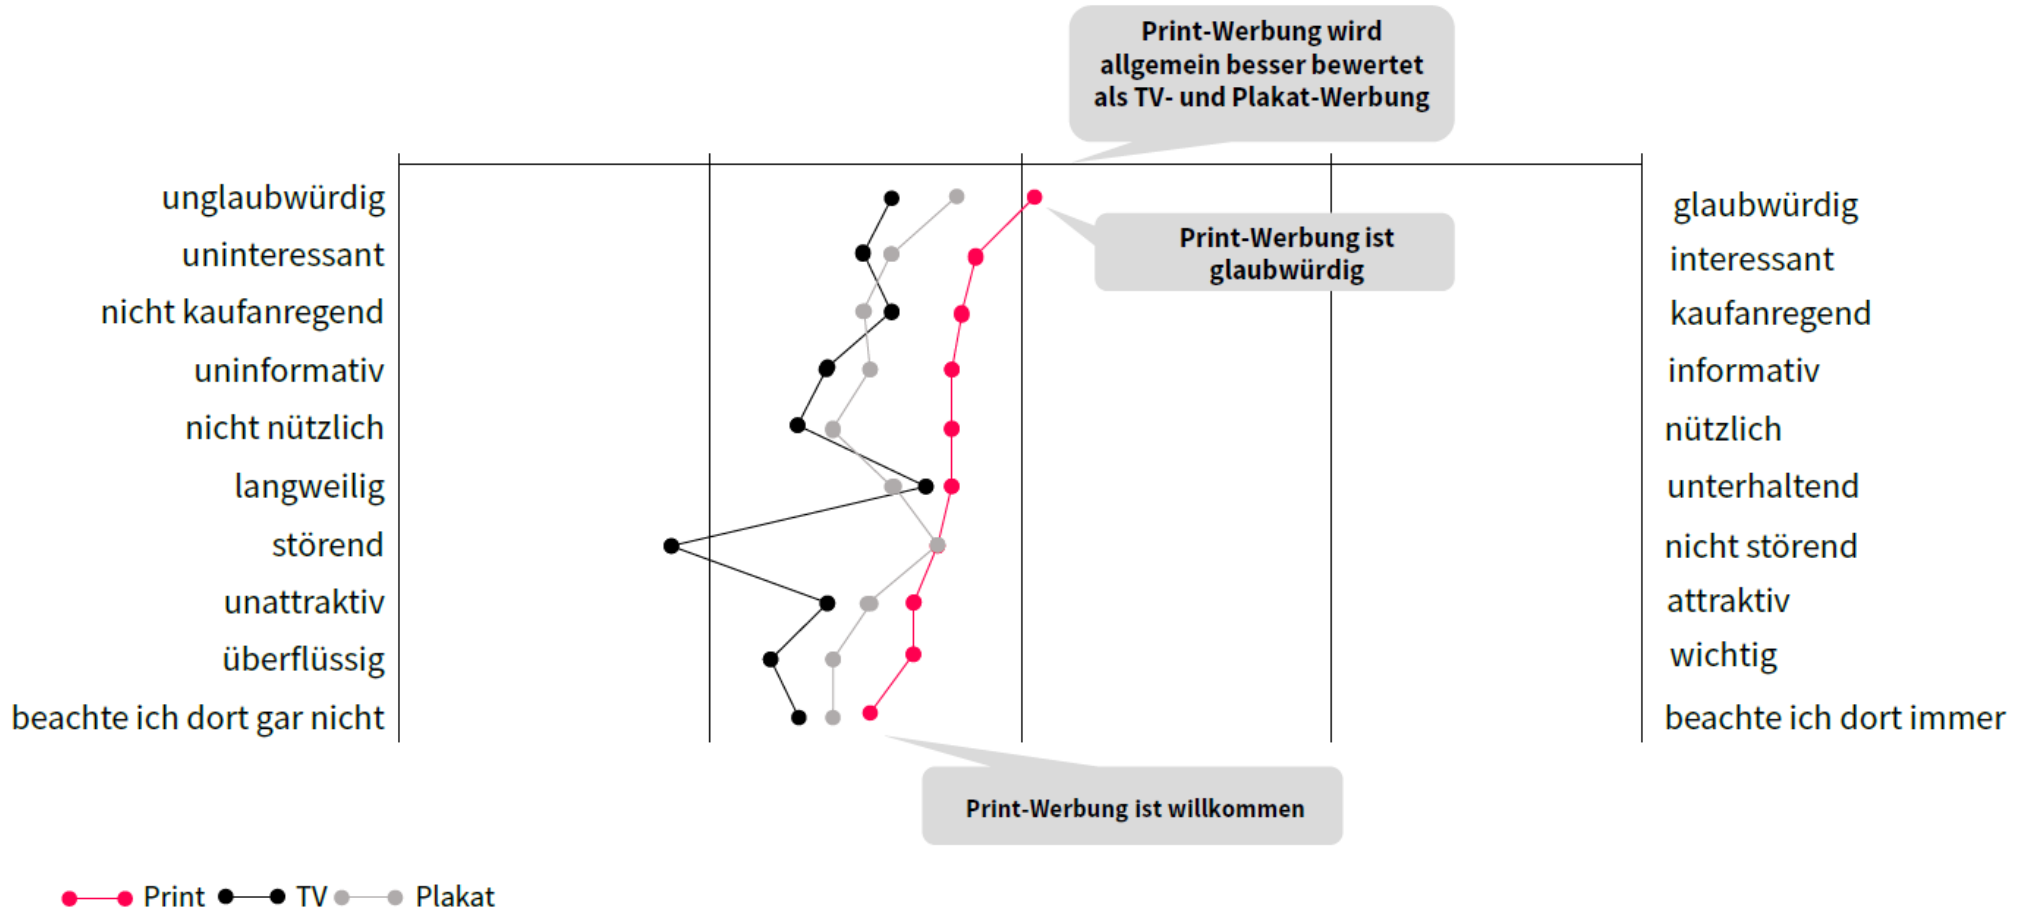 Print-Werbung wird
allgemein besser bewertet
als TV- und Plakat-Werbung
unglaubwürdig
glaubwürdig
Print-Werbung ist
glaubwürdig
uninteressant
interessant
nicht kaufanregend
kaufanregend
uninformativ
informativ
nicht nützlich
nützlich
langweilig
unterhaltend
störend
nicht störend
unattraktiv
attraktiv
überflüssig
wichtig
beachte ich dort gar nicht
beachte ich dort immer
Print-Werbung ist willkommen
Print TV Plakat